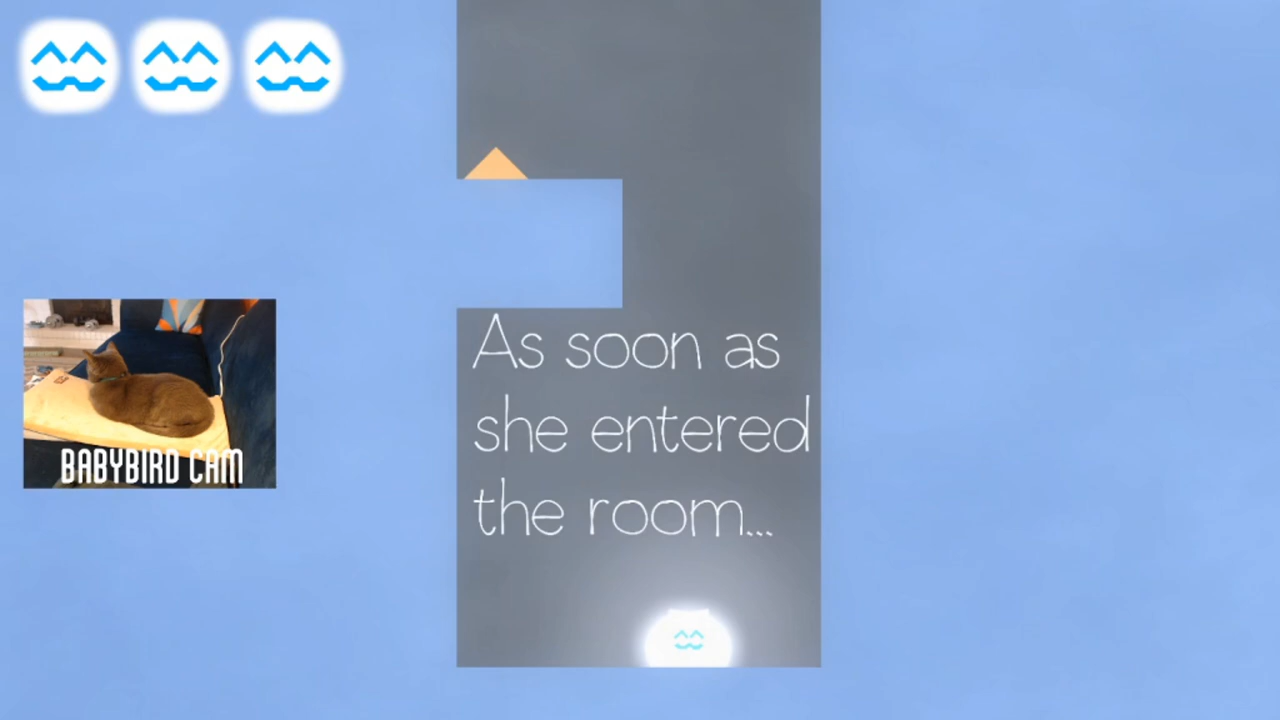 As soon as
she entered
the room...
BABYBIRD CAM